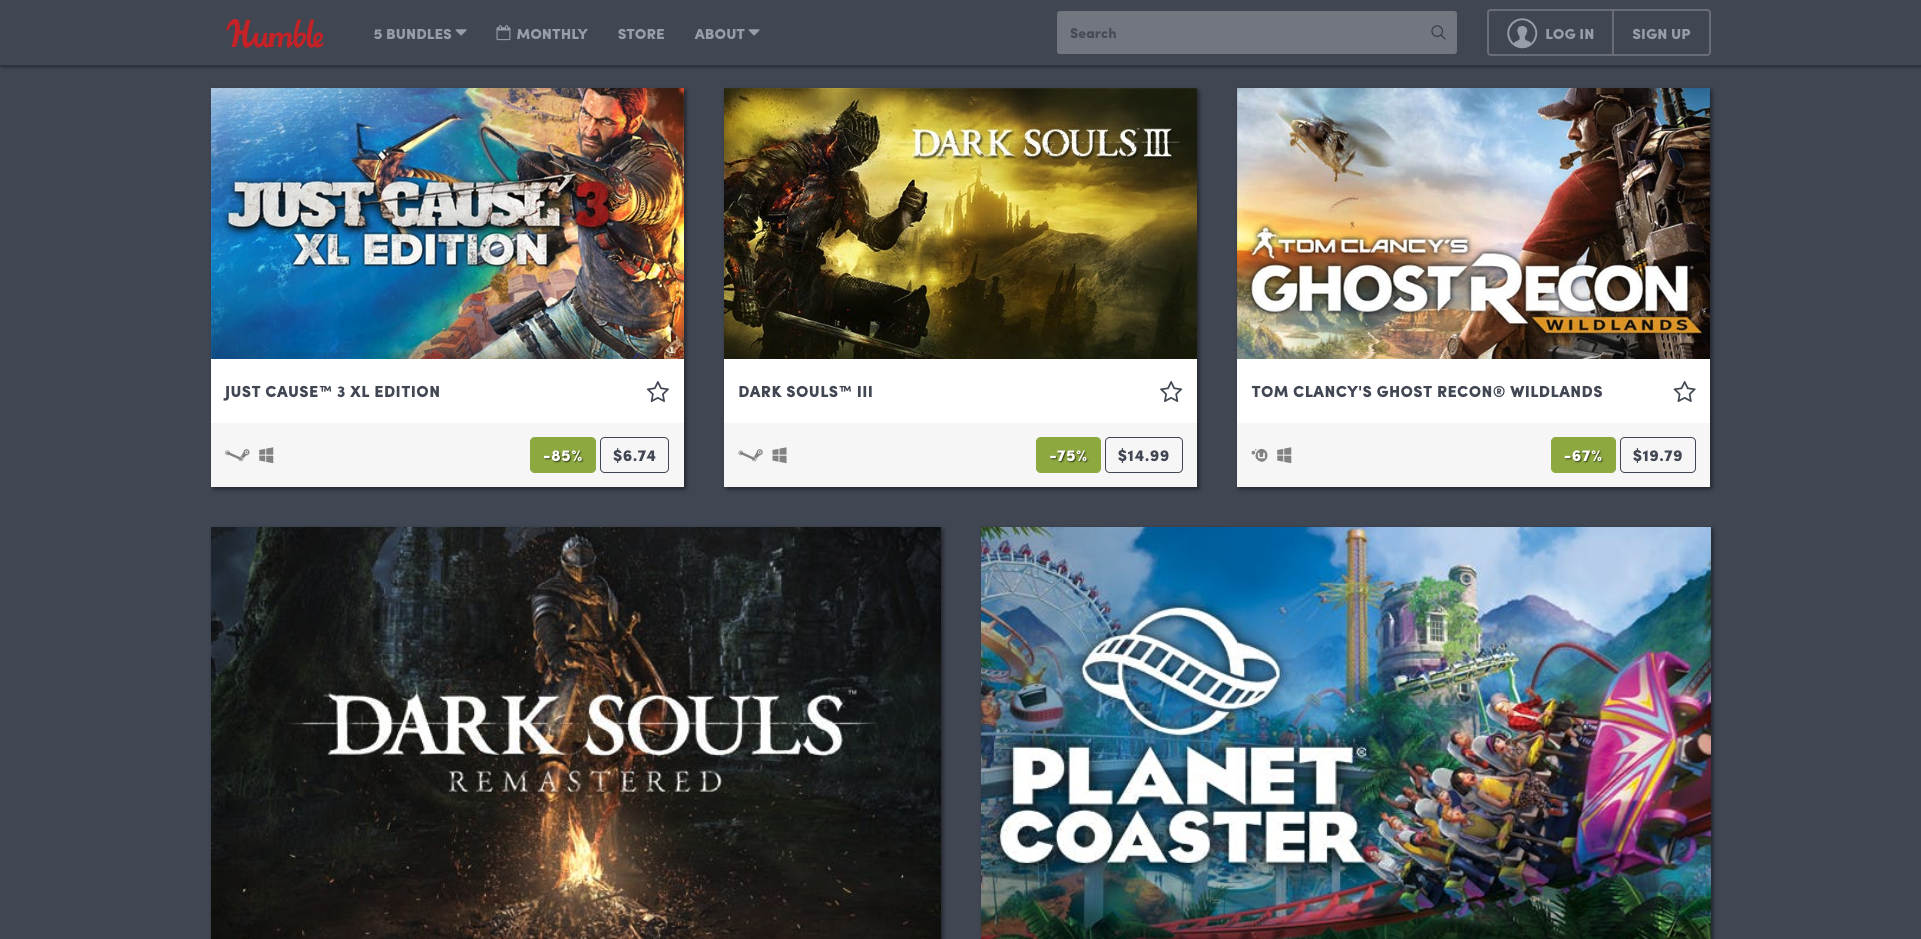 Humble
5 BUNDLES
MONTHLY
STORE
ABOUT
Search
LOG IN
SIGN UP
JUST CAUSE 3
XL EDITION
DARK SOULS III
TOM CLANCY'S
GHOST RECON
WILDLANDS
JUST CAUSE™ 3 XL EDITION
DARK SOULS™ III
TOM CLANCY'S GHOST RECON® WILDLANDS
-85% $6.74
-75% $14.99
-67% $19.79
DARK SOULS™
REMASTERED
PLANET
COASTER